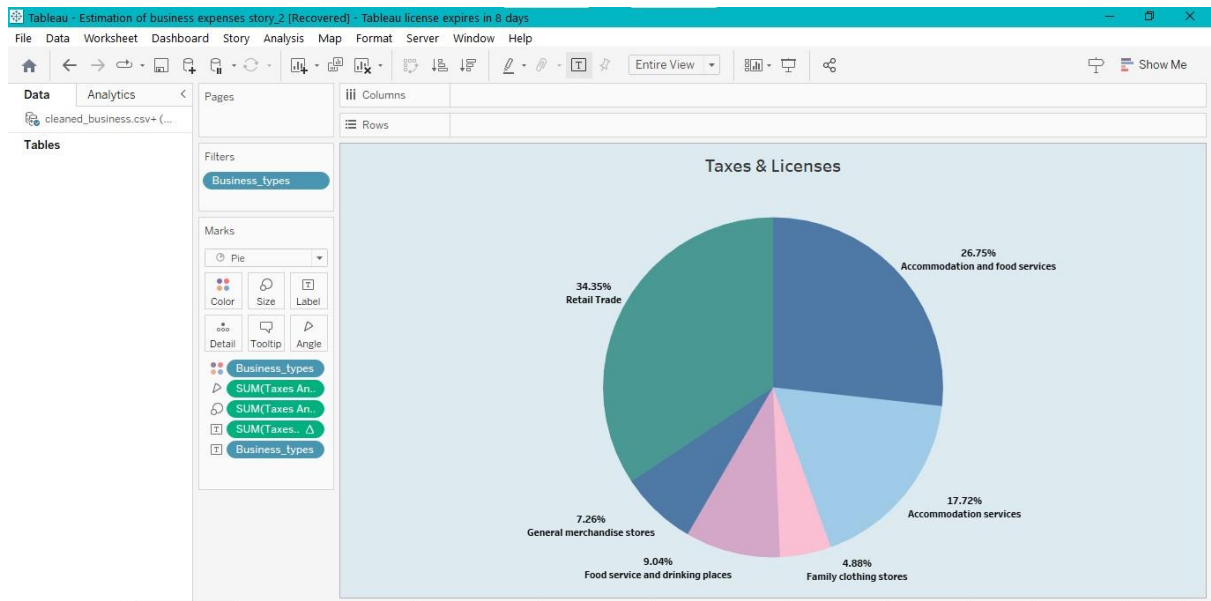 Tableau - Estimation of business expenses story_2 [Recovered] - Tableau license expires in 8 days
File Data Worksheet Dashboard Story Analysis Map Format Server Window Help
Entire View
Show Me
Data Analytics
cleaned_business.csv+ (...
Tables
Pages
Filters
Business_types
Marks
Pie
Color Size Label
Detail Tooltip Angle
Business_types
SUM(Taxes An..
SUM(Taxes An..
SUM(Taxes.. Δ
Business_types
Columns
Rows
Taxes & Licenses
26.75%
Accommodation and food services
34.35%
Retail Trade
17.72%
Accommodation services
7.26%
General merchandise stores
9.04%
Food service and drinking places
4.88%
Family clothing stores